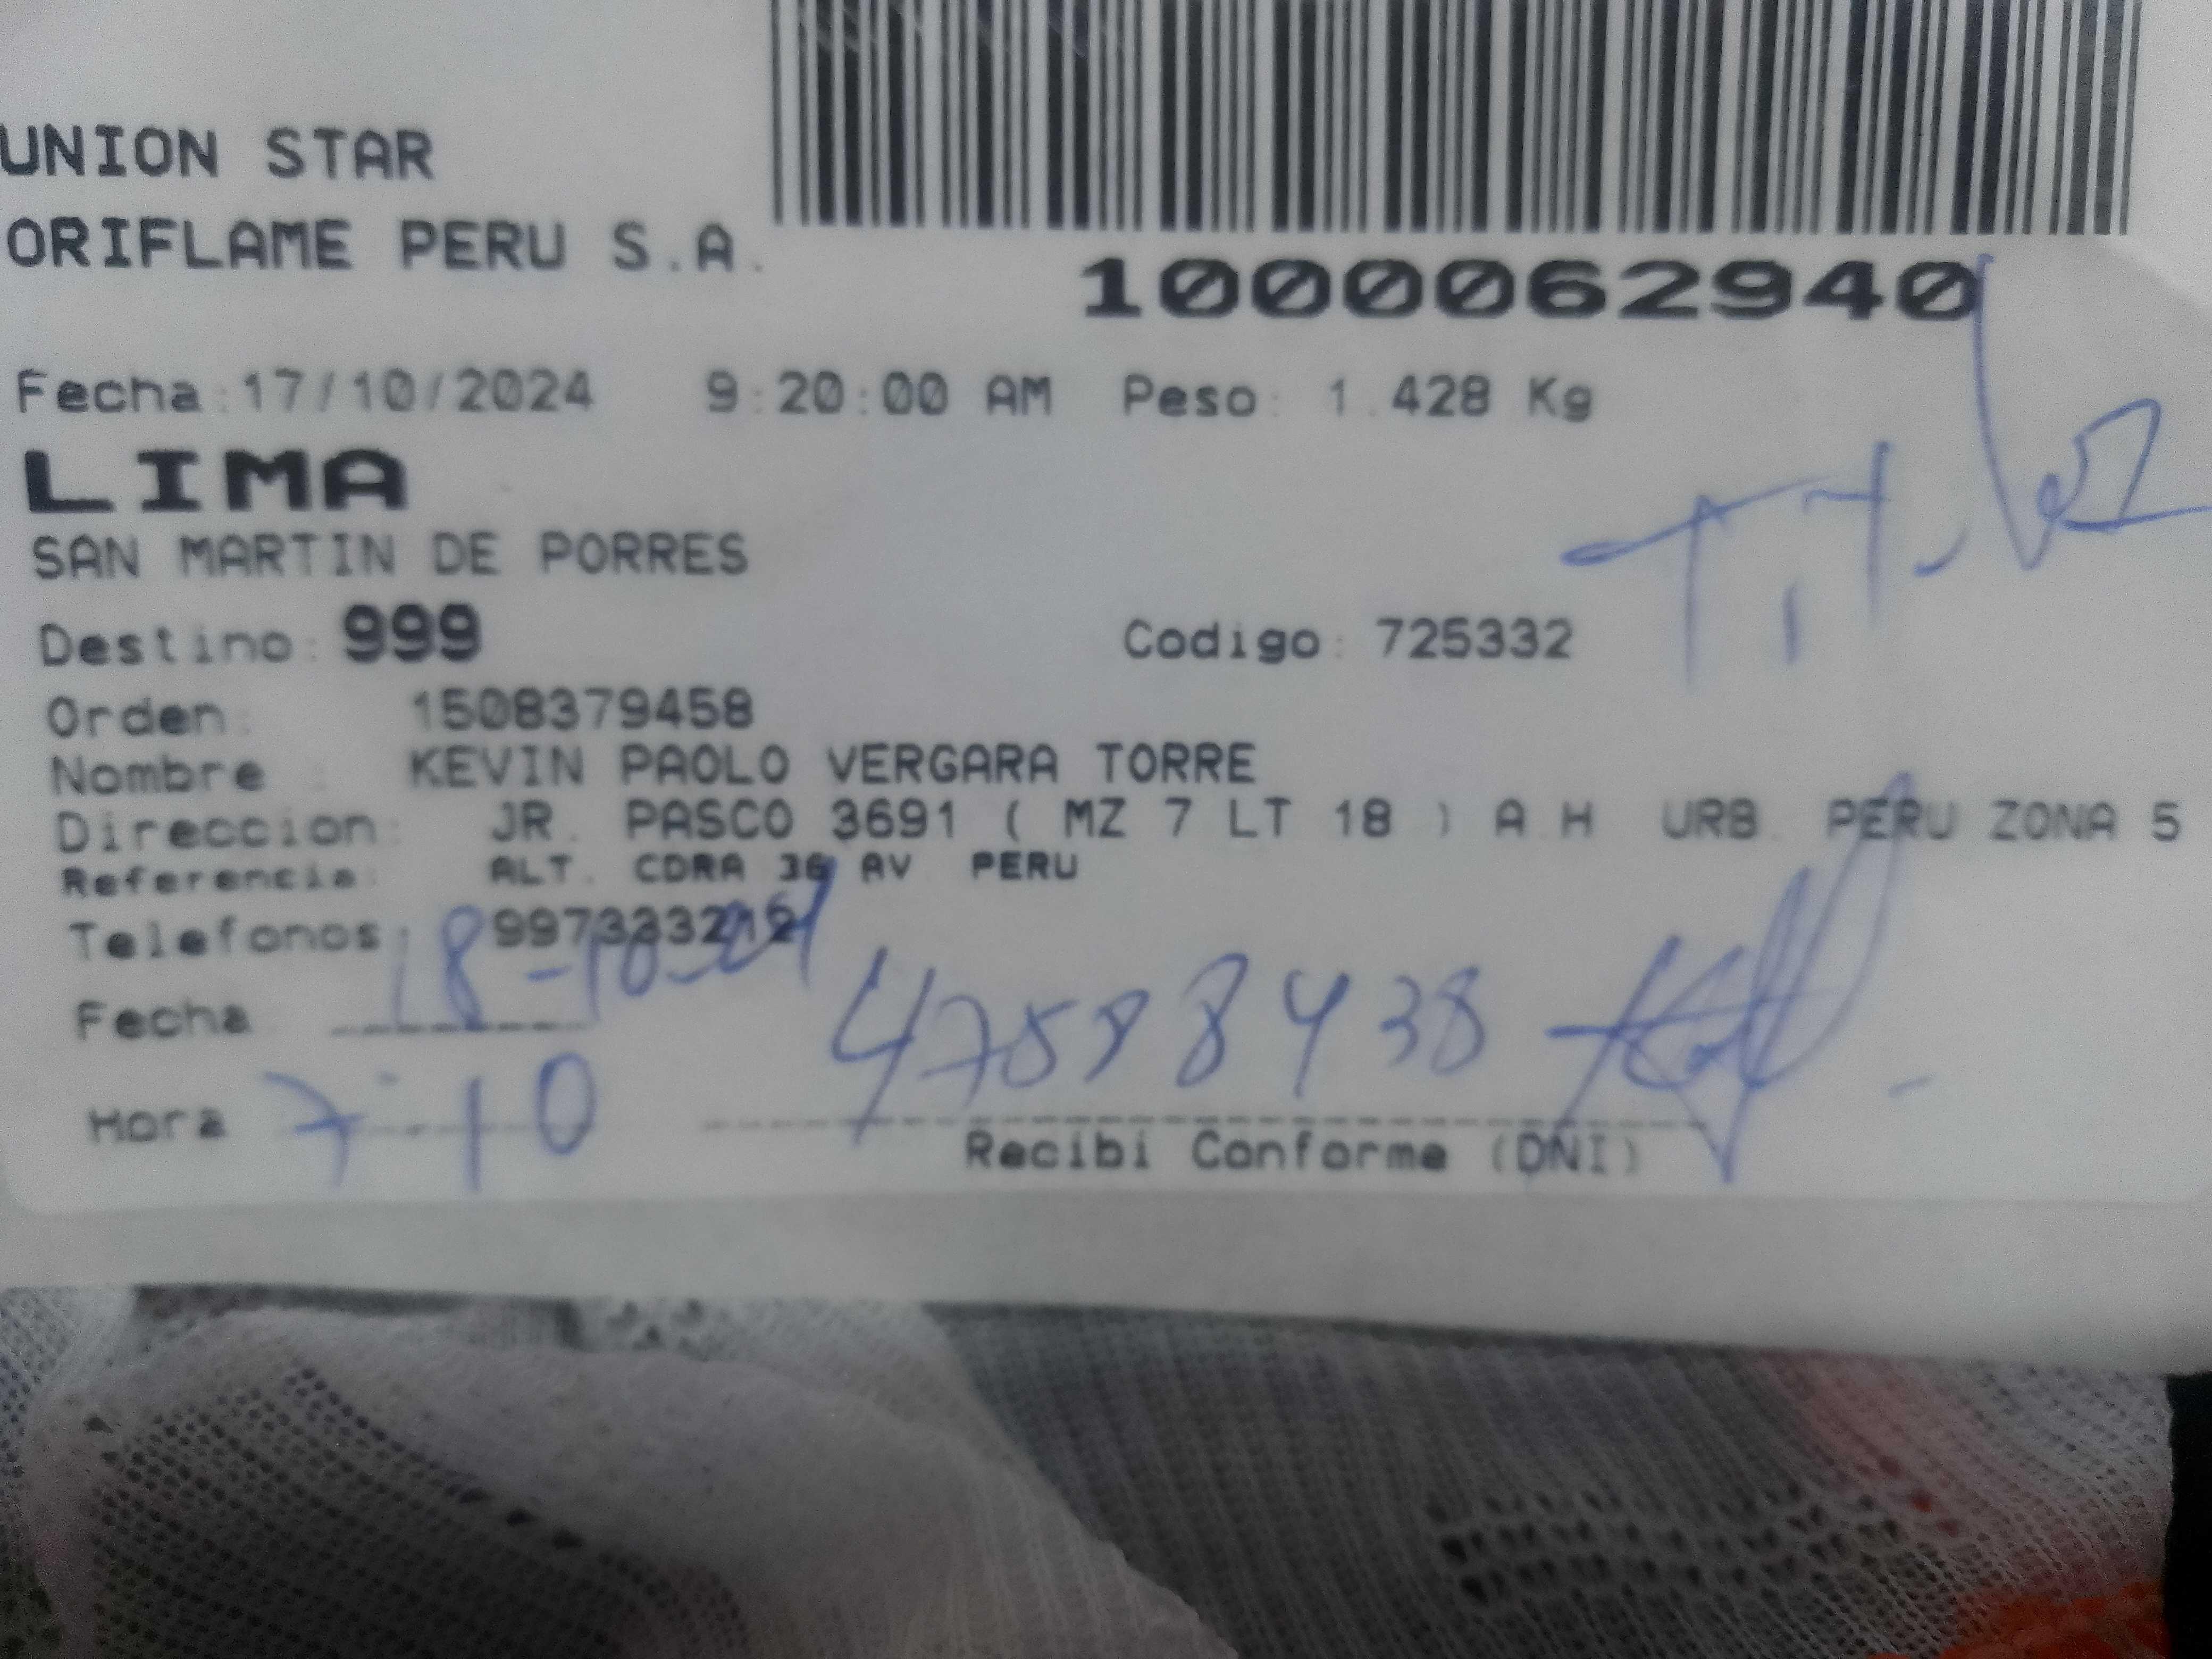 UNION STAR
ORIFLAME PERU S.A.
1000062940
Fecha:17/10/2024 9:20:00 AM Peso: 1.428 Kg
LIMA
SAN MARTIN DE PORRES
Titular
Destino: 999 Codigo: 725332
Orden: 1508379458
Nombre : KEVIN PAOLO VERGARA TORRE
Direccion: JR. PASCO 3691 ( MZ 7 LT 18 ) A.H. URB. PERU ZONA 5
Referencia: ALT. CDRA 36 AV. PERU
Telefonos:
Fecha 18-10-24
47598438
Hora 7:10
Recibi Conforme (DNI)